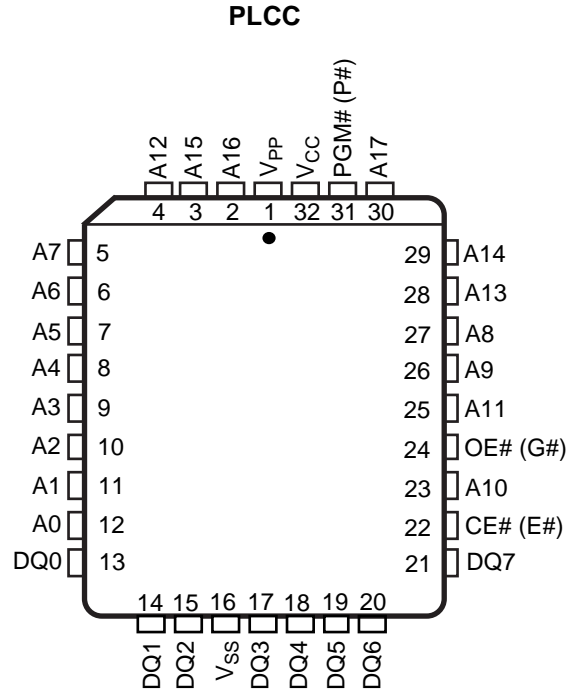 PLCC
A12
A15
A16
VPP
VCC
PGM# (P#)
A17
4
3
2
1
32
31
30
A7
5
A6
6
A5
7
A4
8
A3
9
A2
10
A1
11
A0
12
DQ0
13
29
A14
28
A13
27
A8
26
A9
25
A11
24
OE# (G#)
23
A10
22
CE# (E#)
21
DQ7
14
15
16
17
18
19
20
DQ1
DQ2
VSS
DQ3
DQ4
DQ5
DQ6